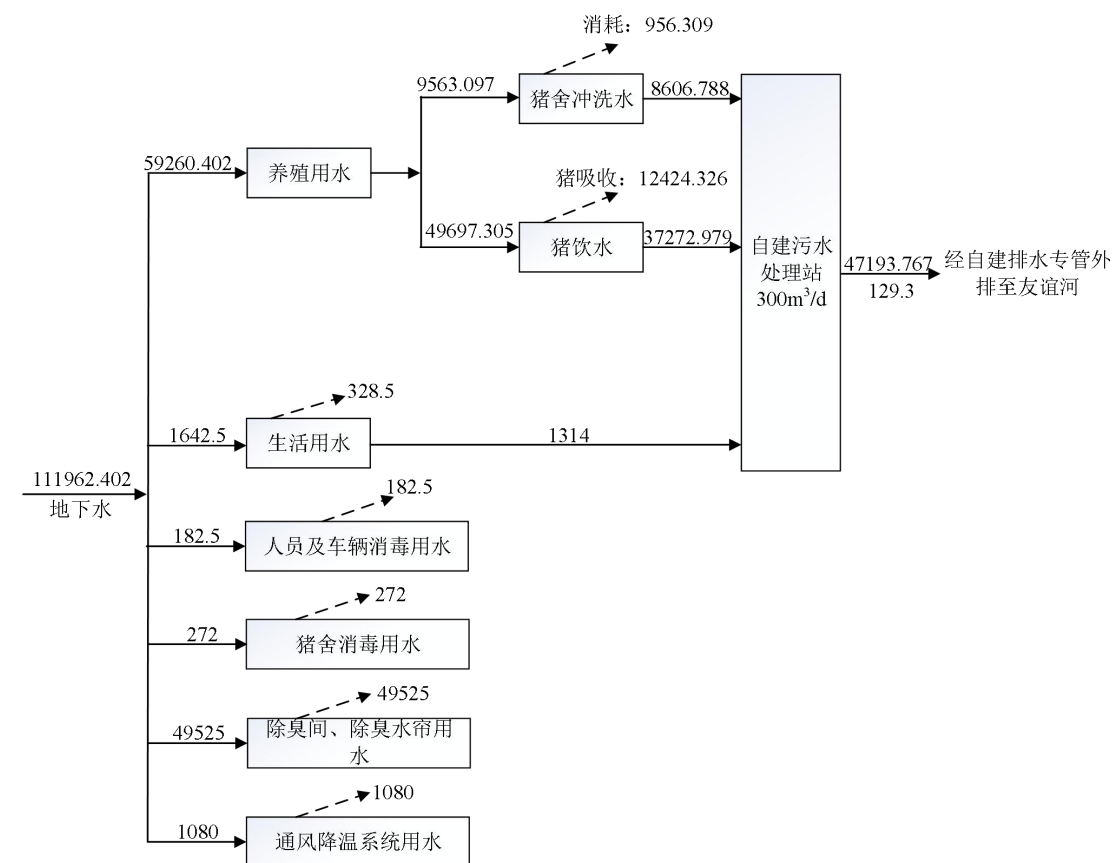 消耗：956.309
9563.097
猪舍冲洗水
8606.788
59260.402
养殖用水
猪吸收：12424.326
49697.305
猪饮水
37272.979
自建污水
处理站
300m³/d
47193.767
129.3
经自建排水专管外
排至友谊河
328.5
1642.5
生活用水
1314
111962.402
地下水
182.5
182.5
人员及车辆消毒用水
272
272
猪舍消毒用水
49525
49525
除臭间、除臭水帘用
水
1080
1080
通风降温系统用水